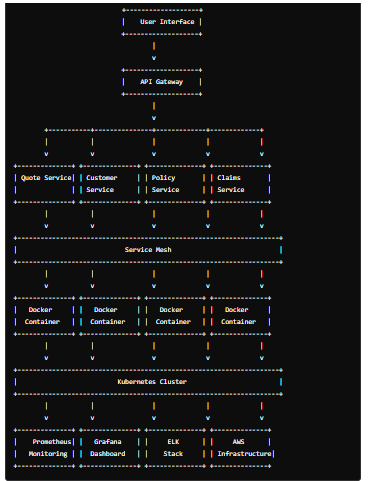 User Interface
API Gateway
Quote Service Customer Policy Claims
Service Service Service
Service Mesh
Docker Docker Docker Docker
Container Container Container Container
Kubernetes Cluster
Prometheus Grafana ELK AWS
Monitoring Dashboard Stack Infrastructure